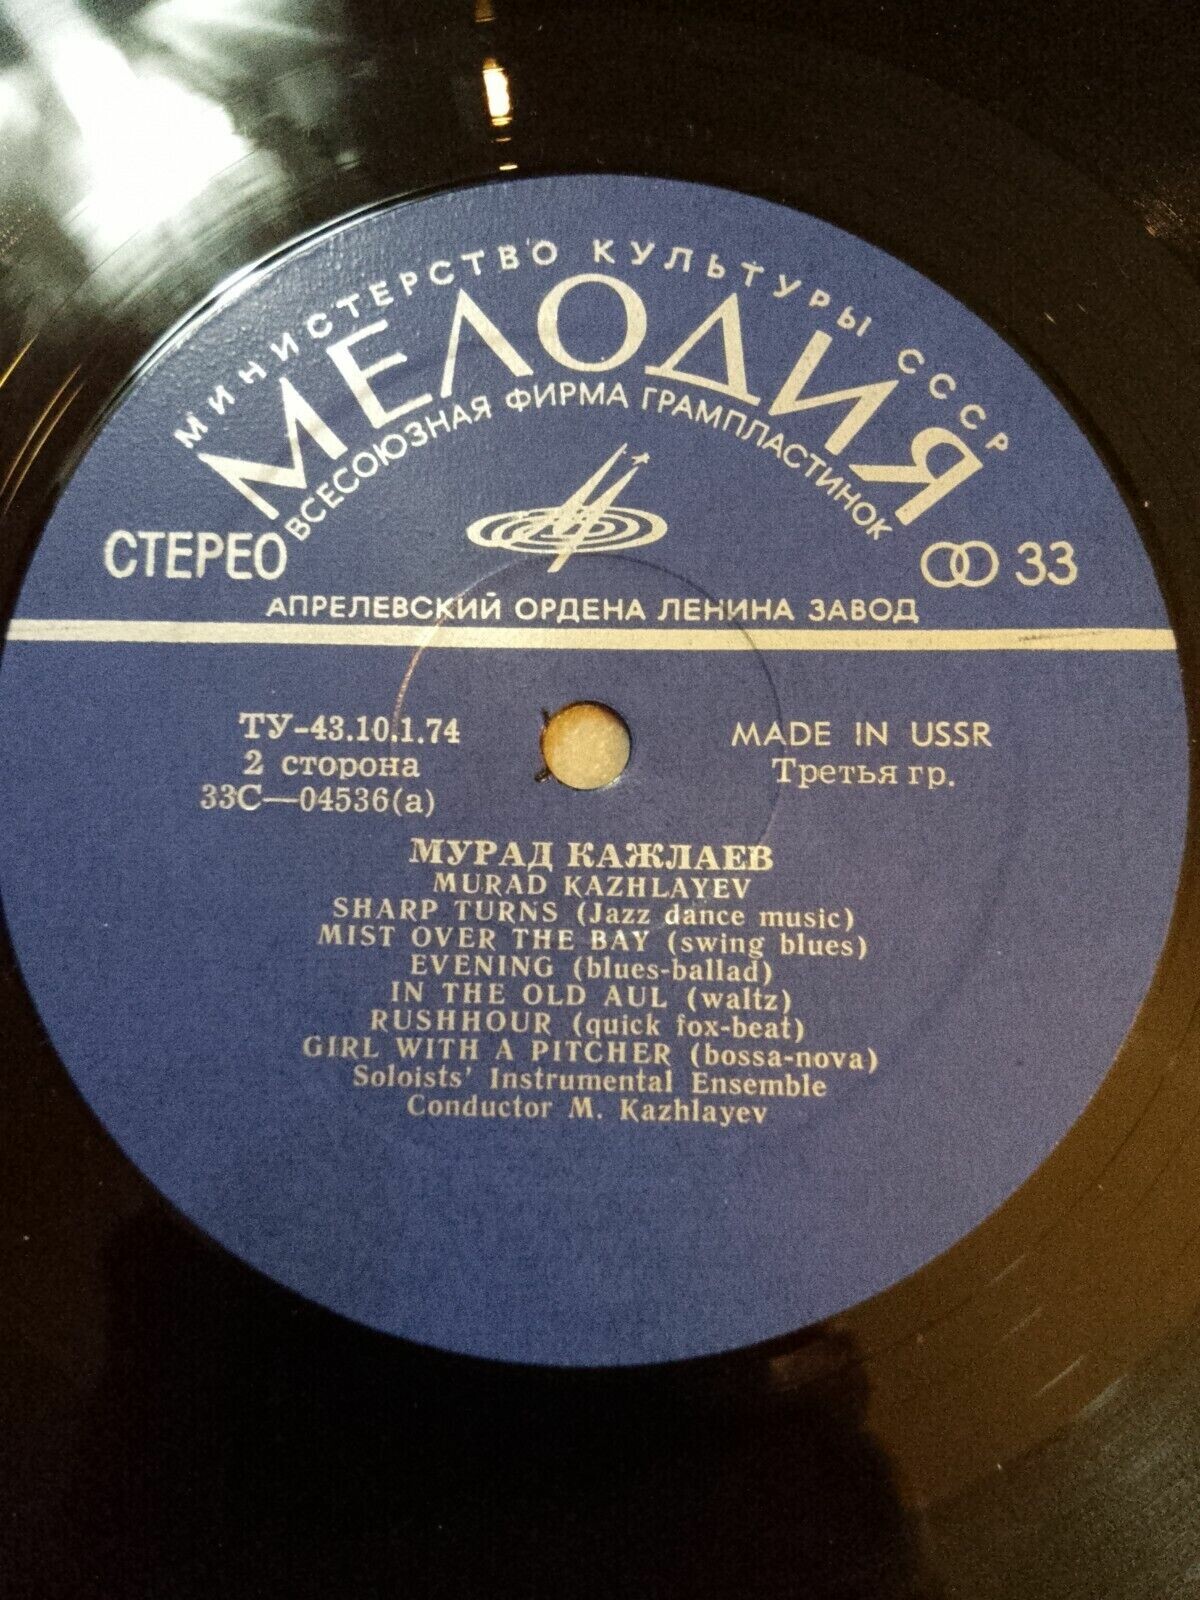 МИНИСТЕРСТВО КУЛЬТУРЫ СССР
МЕЛОДИЯ
ВСЕСОЮЗНАЯ ФИРМА ГРАМПЛАСТИНОК
СТЕРЕО
33
АПРЕЛЕВСКИЙ ОРДЕНА ЛЕНИНА ЗАВОД
ТУ-43.10.1.74
2 сторона
33С—04536(а)
MADE IN USSR
Третья гр.
МУРАД КАЖЛАЕВ
MURAD KAZHLAYEV
SHARP TURNS (Jazz dance music)
MIST OVER THE BAY (swing blues)
EVENING (blues-ballad)
IN THE OLD AUL (waltz)
RUSHHOUR (quick fox-beat)
GIRL WITH A PITCHER (bossa-nova)
Soloists' Instrumental Ensemble
Conductor M. Kazhlayev